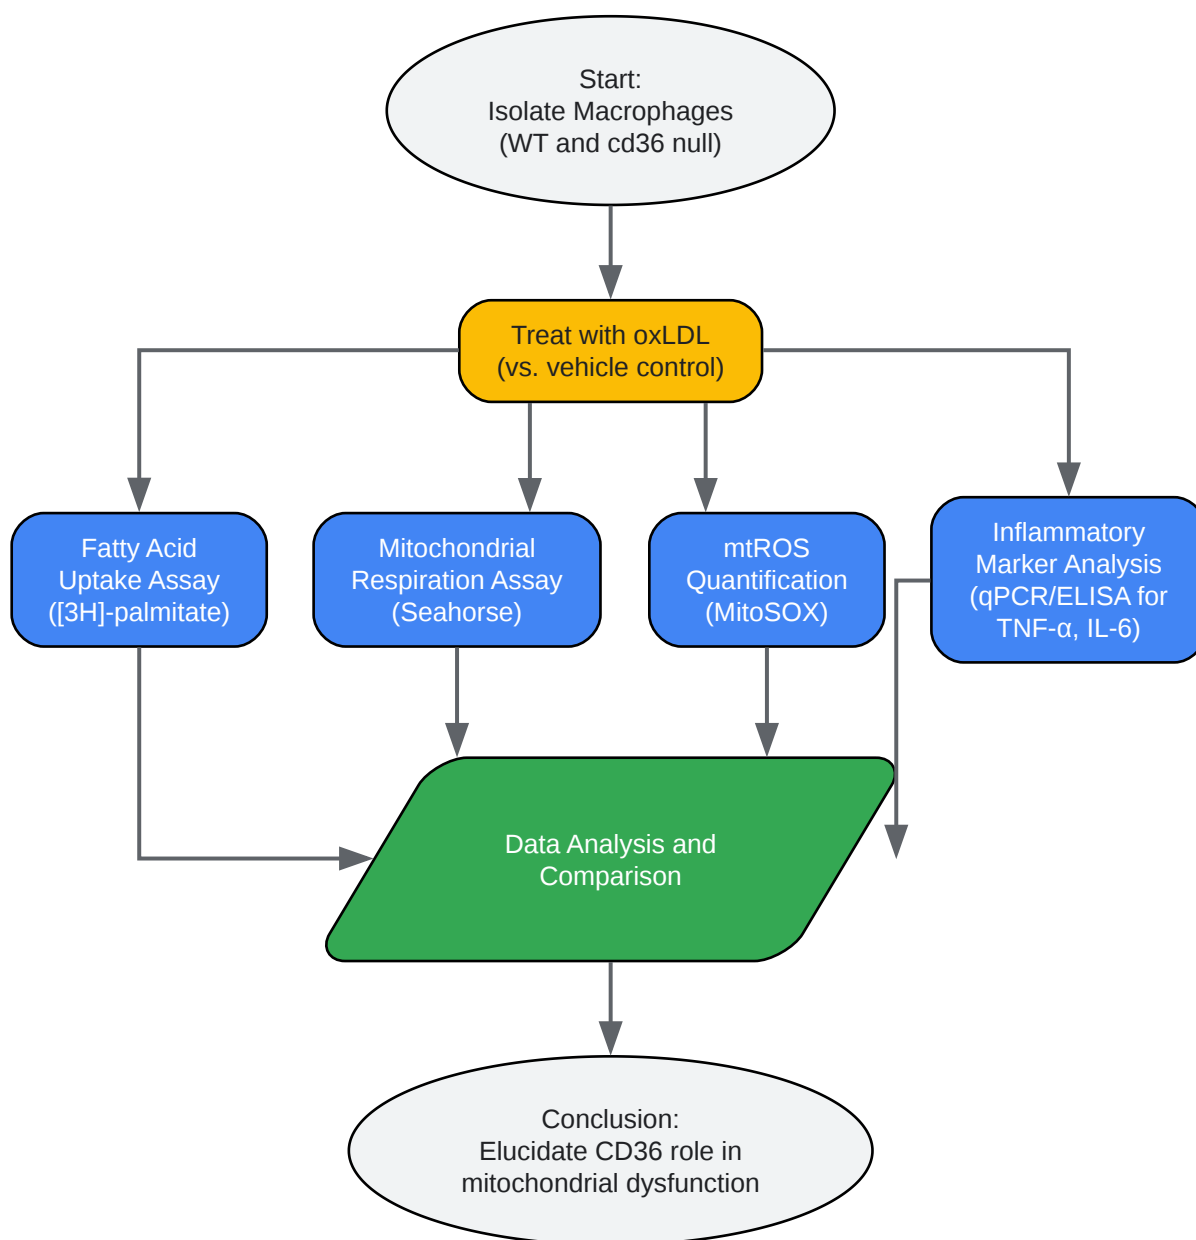 Start:
Isolate Macrophages
(WT and cd36 null)
Treat with oxLDL
(vs. vehicle control)
Fatty Acid
Uptake Assay
([3H]-palmitate)
Mitochondrial
Respiration Assay
(Seahorse)
mtROS
Quantification
(MitoSOX)
Inflammatory
Marker Analysis
(qPCR/ELISA for
TNF-α, IL-6)
Data Analysis and
Comparison
Conclusion:
Elucidate CD36 role in
mitochondrial dysfunction